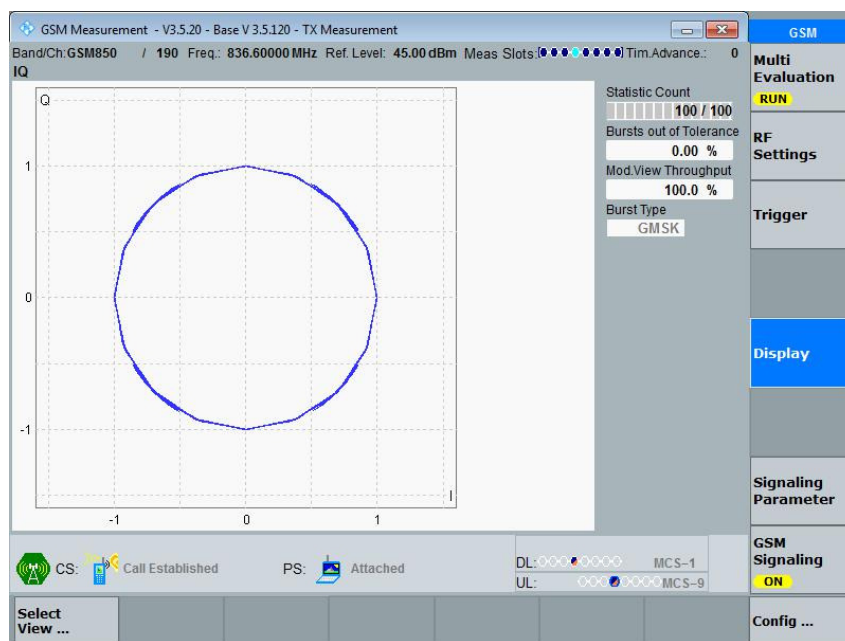 GSM Measurement - V3.5.20 - Base V 3.5.120 - TX Measurement
GSM
Band/Ch: GSM850 / 190 Freq.: 836.60000 MHz Ref. Level: 45.00 dBm Meas Slots: Tim.Advance.: 0
IQ
Multi
Evaluation
RUN
Q
Statistic Count
100 / 100
Bursts out of Tolerance
0.00 %
Mod.View Throughput
100.0 %
Burst Type
GMSK
RF
Settings
Trigger
1
0
-1
I
-1 0 1
Display
Signaling
Parameter
CS: Call Established PS: Attached DL: MCS-1
UL: MCS-9
GSM
Signaling
ON
Select
View ...
Config ...